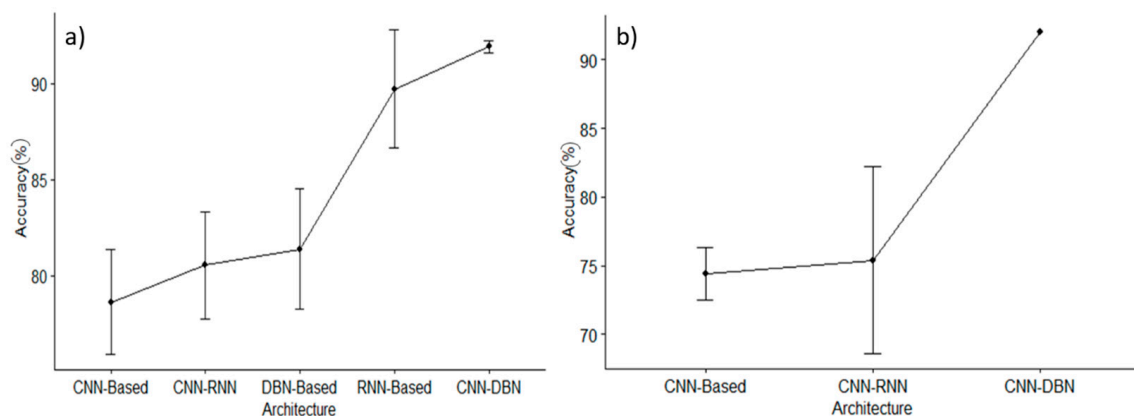 a)
Accuracy(%)
90
85
80
CNN-Based CNN-RNN DBN-Based RNN-Based CNN-DBN
Architecture
b)
Accuracy(%)
90
85
80
75
70
CNN-Based CNN-RNN CNN-DBN
Architecture